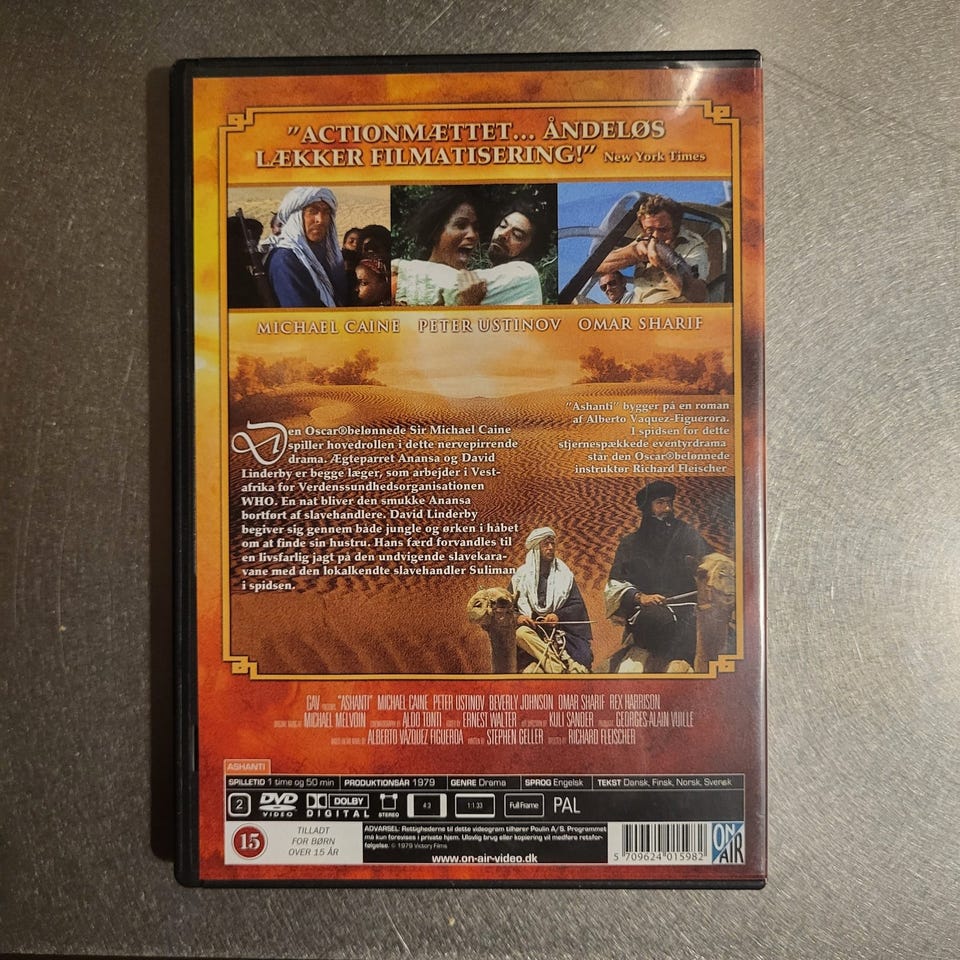 "ACTIONMÆTTET... ÅNDELØS
LÆKKER FILMATISERING!" New York Times
MICHAEL CAINE PETER USTINOV OMAR SHARIF
Den Oscar®belønnede Sir Michael Caine
spiller hovedrollen i dette nervepirrende
drama. Ægteparret Anansa og David
Linderby er begge læger, som arbejder i Vest-
afrika for Verdenssundhedsorganisationen
WHO. En nat bliver den smukke Anansa
bortført af slavehandlere. David Linderby
begiver sig gennem både jungle og ørken i håbet
om at finde sin hustru. Hans færd forvandles til
en livsfarlig jagt på den undvigende slavekara-
vane med den lokalkendte slavehandler Suliman
i spidsen.
"Ashanti" bygger på en roman
af Alberto Vaquez-Figuerora.
I spidsen for dette
stjernespækkede eventyrdrama
står den Oscar®belønnede
instruktør Richard Fleischer
GAV PRESENTS "ASHANTI" MICHAEL CAINE PETER USTINOV BEVERLY JOHNSON OMAR SHARIF REX HARRISON
MICHAEL MELVOIN ALDO TONTI ERNEST WALTER KULI SANDER GEORGES-ALAIN VUILLE
ALBERTO VÁZQUEZ FIGUEROA WRITTEN BY STEPHEN GELLER DIRECTED BY RICHARD FLEISCHER
ASHANTI
SPILLETID 1 time og 50 min PRODUKTIONSÅR 1979 GENRE Drama SPROG Engelsk TEKST Dansk, Finsk, Norsk, Svensk
2 DVD VIDEO DOLBY DIGITAL STEREO 4:3 1:1.33 Full Frame PAL
15 TILLADT
FOR BØRN
OVER 15 ÅR
ADVARSEL: Rettighederne til dette videogram tilhører Paulin A/S. Programmet
må kun forevises i private hjem. Ulovlig brug eller kopiering vil medføre retsfor-
følgelse. © 1979 Victory Films
www.on-air-video.dk
5 709624 015982
ON AIR